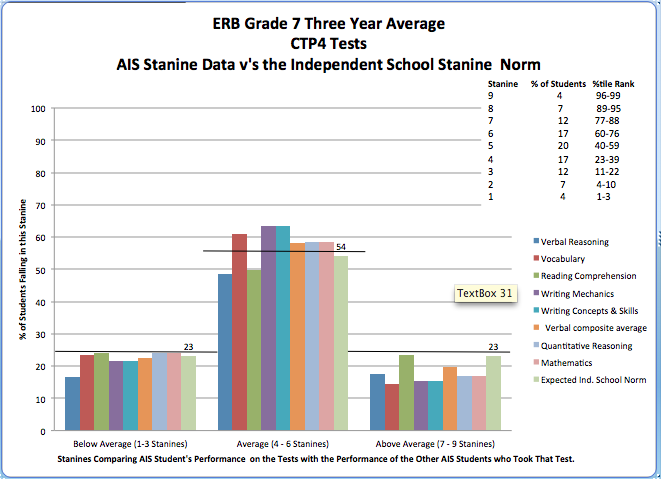 ERB Grade 7 Three Year Average
CTP4 Tests
AIS Stanine Data v's the Independent School Stanine Norm
Stanine % of Students %tile Rank
9 4 96-99
8 7 89-95
7 12 77-88
6 17 60-76
5 20 40-59
4 17 23-39
3 12 11-22
2 7 4-10
1 4 1-3
% of Students Falling in this Stanine
100
90
80
70
60
50
40
30
20
10
0
23
54
23
TextBox 31
Verbal Reasoning
Vocabulary
Reading Comprehension
Writing Mechanics
Writing Concepts & Skills
Verbal composite average
Quantitative Reasoning
Mathematics
Expected Ind. School Norm
Below Average (1-3 Stanines) Average (4 - 6 Stanines) Above Average (7 - 9 Stanines)
Stanines Comparing AIS Student's Performance on the Tests with the Performance of the Other AIS Students who Took That Test.